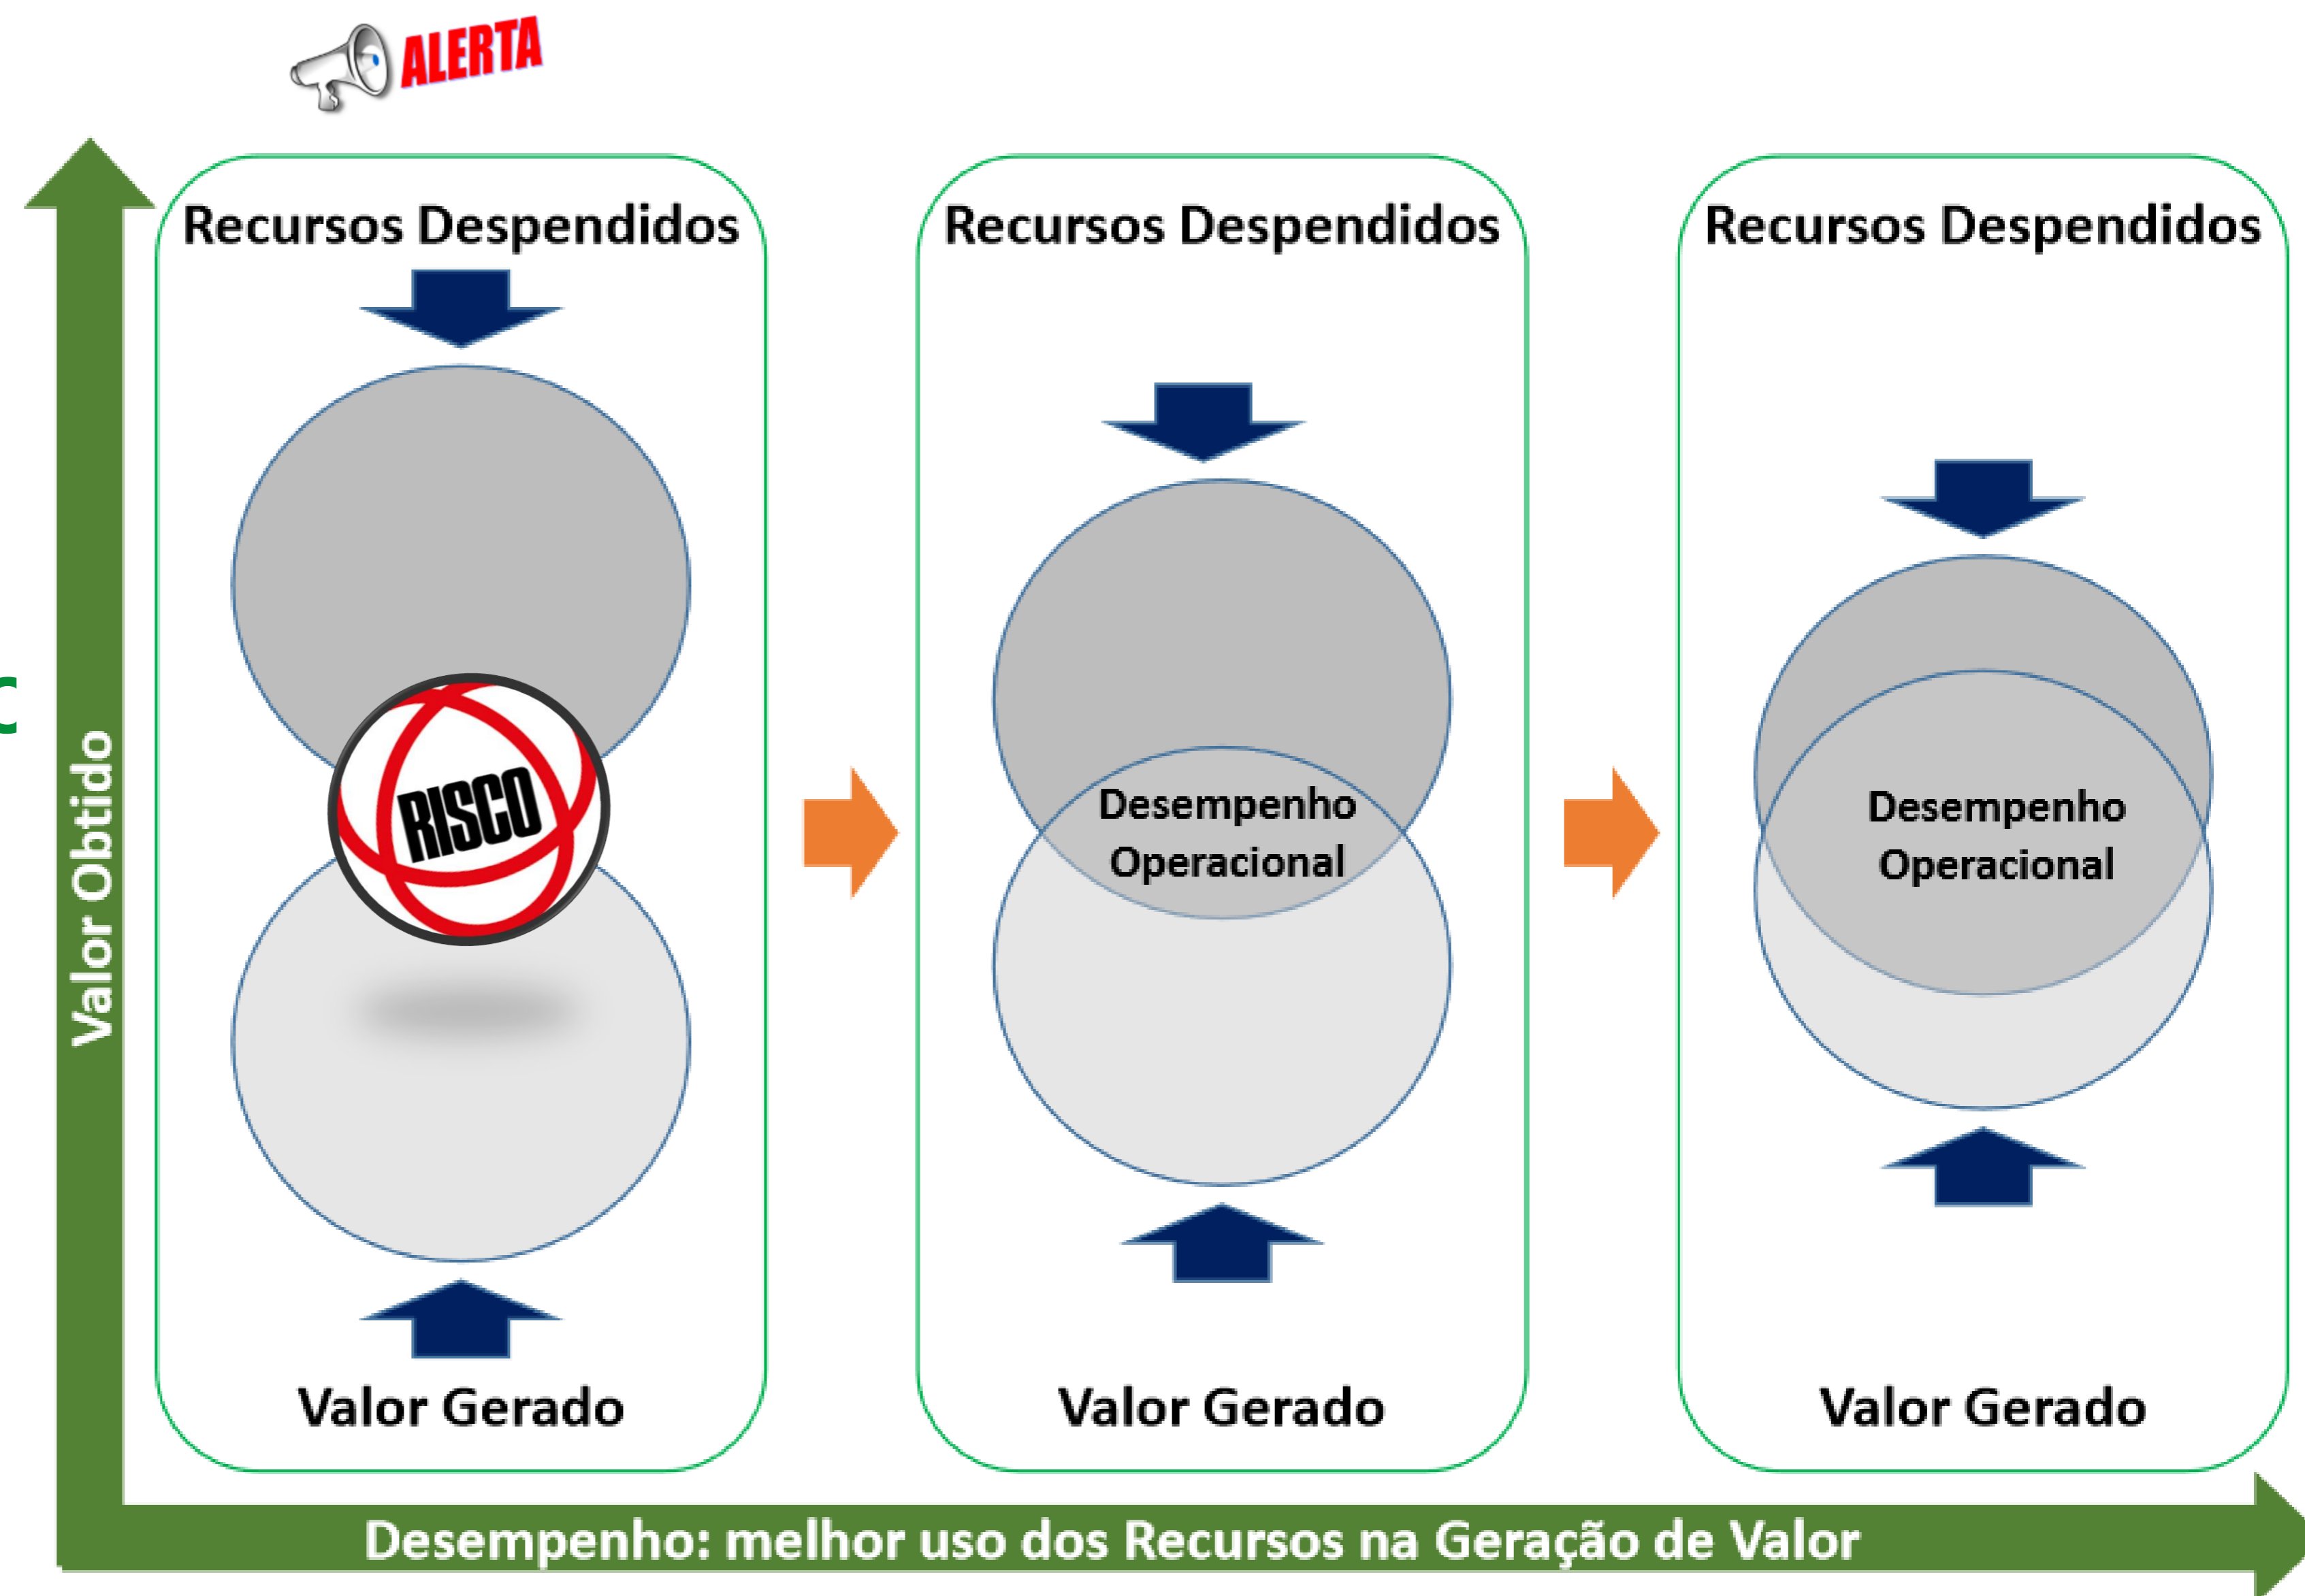 ALERTA
Recursos Despendidos
Recursos Despendidos
Recursos Despendidos
C
Valor Obtido
RISCO
Desempenho
Operacional
Desempenho
Operacional
Valor Gerado
Valor Gerado
Valor Gerado
Desempenho: melhor uso dos Recursos na Geração de Valor